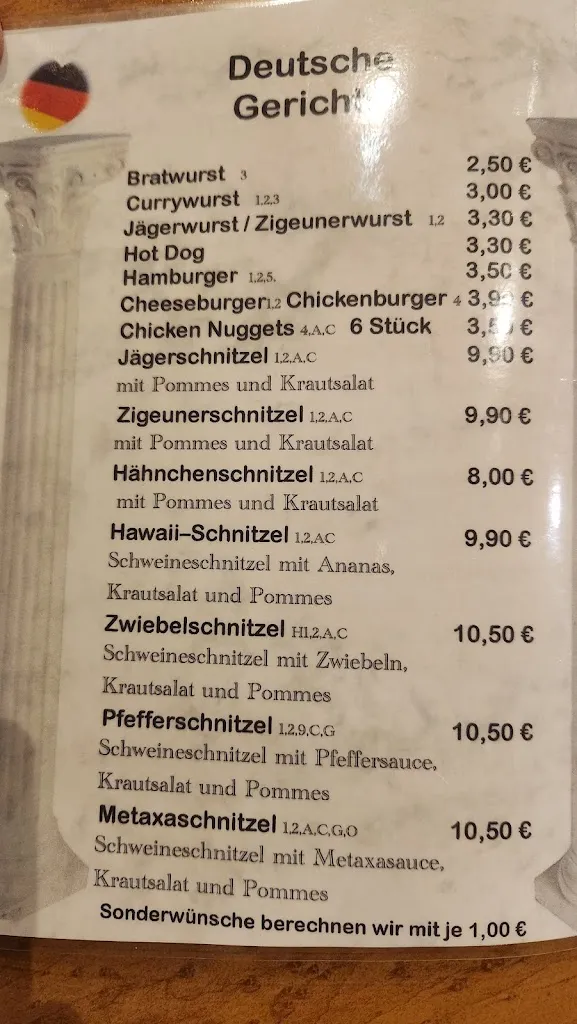 Deutsche
Gericht
Bratwurst 3 2,50 €
Currywurst 1,2,3 3,00 €
Jägerwurst / Zigeunerwurst 1,2 3,30 €
Hot Dog 3,30 €
Hamburger 1,2,5, 3,50 €
Cheeseburger1,2 Chickenburger 4 €
Chicken Nuggets 4,A,C 6 Stück €
Jägerschnitzel 1,2,A,C 9,90 €
mit Pommes und Krautsalat
Zigeunerschnitzel 1,2,A,C 9,90 €
mit Pommes und Krautsalat
Hähnchenschnitzel 1,2,A,C 8,00 €
mit Pommes und Krautsalat
Hawaii–Schnitzel 1,2,AC 9,90 €
Schweineschnitzel mit Ananas,
Krautsalat und Pommes
Zwiebelschnitzel H1,2,A,C 10,50 €
Schweineschnitzel mit Zwiebeln,
Krautsalat und Pommes
Pfefferschnitzel 1,2,9,C,G 10,50 €
Schweineschnitzel mit Pfeffersauce,
Krautsalat und Pommes
Metaxaschnitzel 1,2,A,C,G,O 10,50 €
Schweineschnitzel mit Metaxasauce,
Krautsalat und Pommes
Sonderwünsche berechnen wir mit je 1,00 €